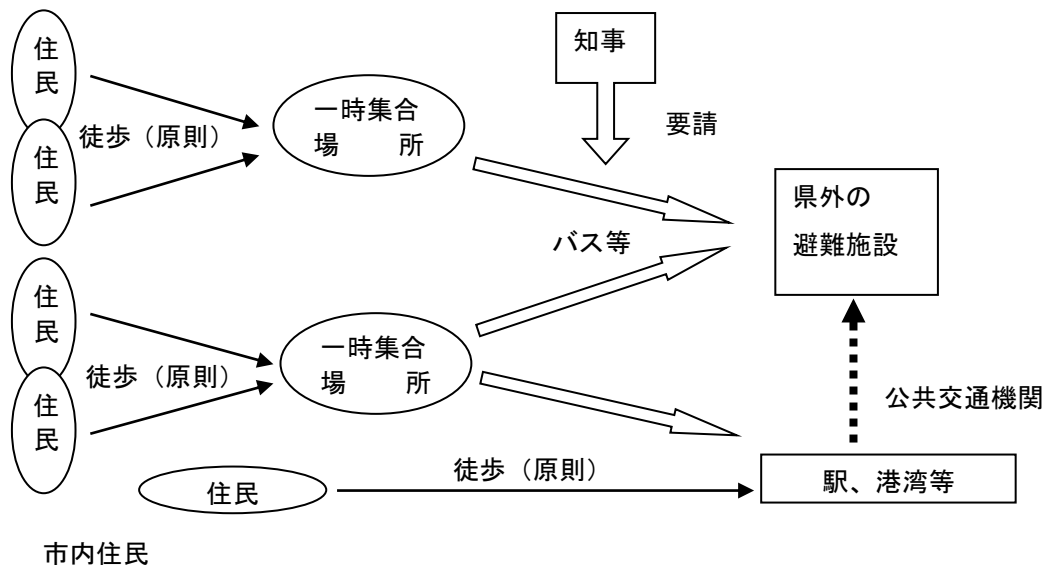 住
民
住
民
徒歩（原則）
一時集合
場　　所
知事
要請
バス等
県外の
避難施設
住
民
住
民
徒歩（原則）
一時集合
場　　所
公共交通機関
住民
徒歩（原則）
駅、港湾等
市内住民